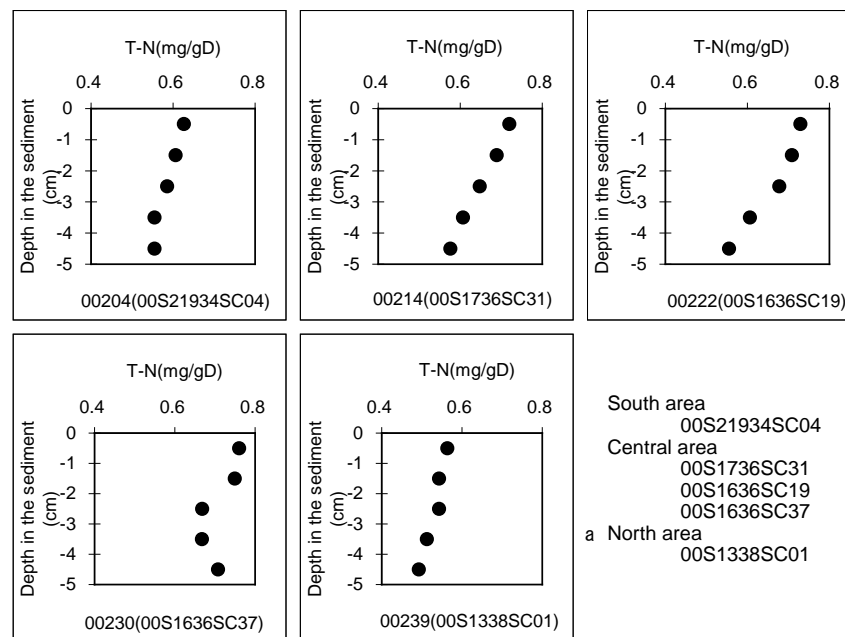 T-N(mg/gD)
0.4 0.6 0.8
0
-1
-2
-3
-4
-5
Depth in the sediment
(cm)
00204(00S21934SC04)
T-N(mg/gD)
0.4 0.6 0.8
0
-1
-2
-3
-4
-5
Depth in the sediment
(cm)
00214(00S1736SC31)
T-N(mg/gD)
0.4 0.6 0.8
0
-1
-2
-3
-4
-5
Depth in the sediment
(cm)
00222(00S1636SC19)
T-N(mg/gD)
0.4 0.6 0.8
0
-1
-2
-3
-4
-5
Depth in the sediment
(cm)
00230(00S1636SC37)
T-N(mg/gD)
0.4 0.6 0.8
0
-1
-2
-3
-4
-5
Depth in the sediment
(cm)
00239(00S1338SC01)
South area
00S21934SC04
Central area
00S1736SC31
00S1636SC19
00S1636SC37
a North area
00S1338SC01